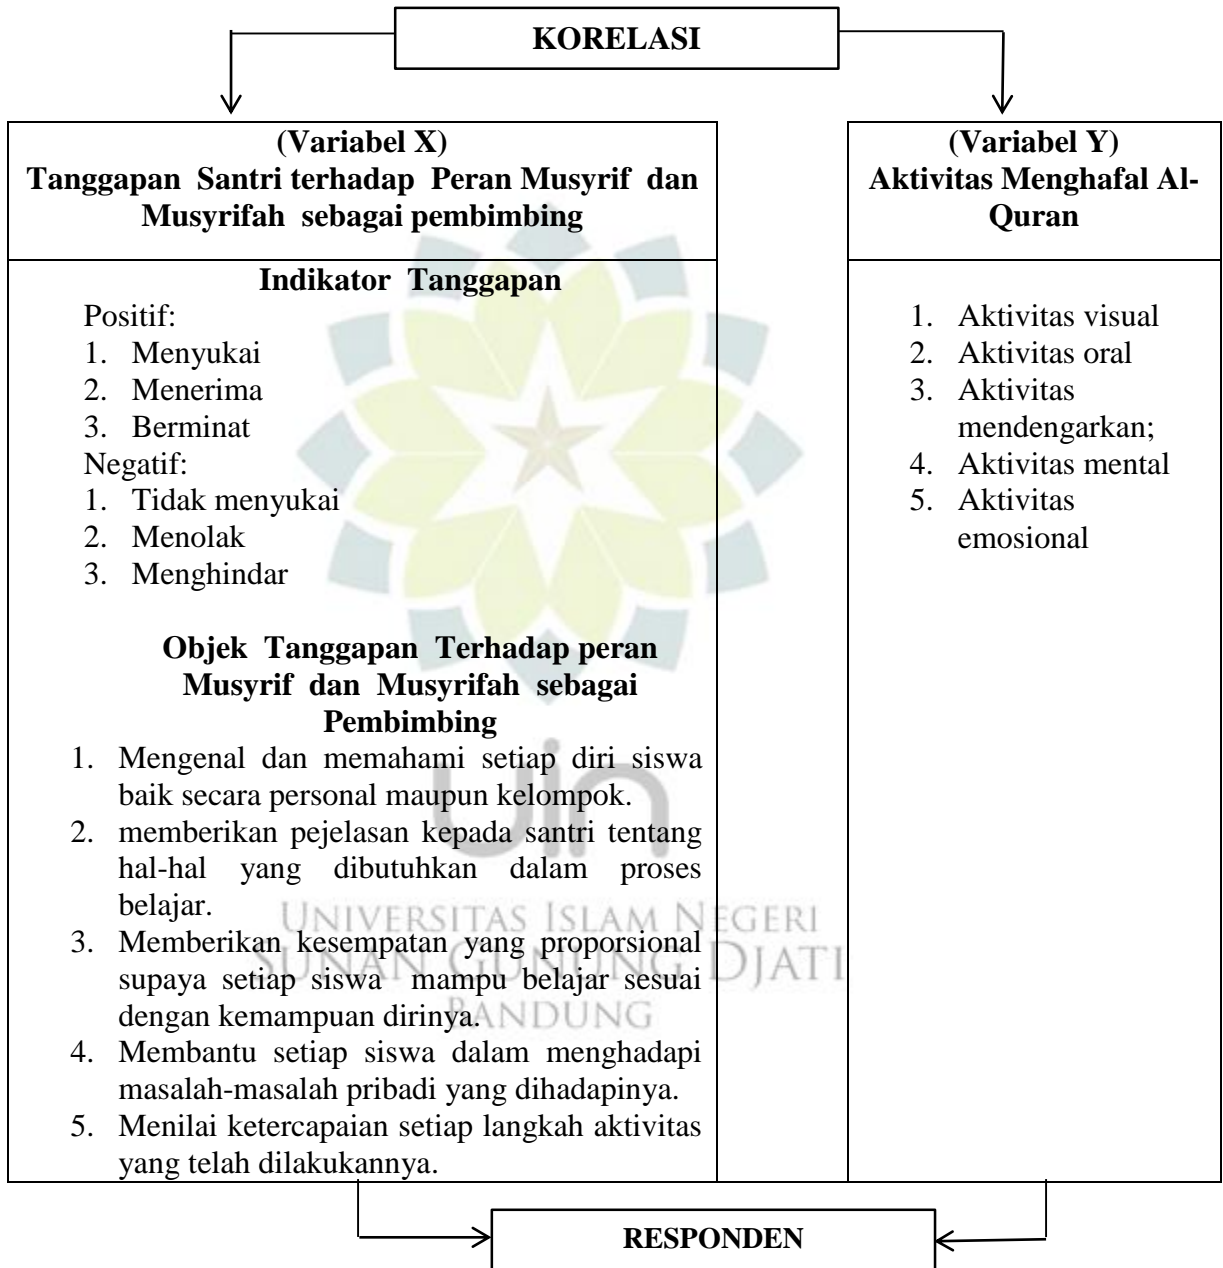 KORELASI
(Variabel X)
Tanggapan Santri terhadap Peran Musyrif dan
Musyrifah sebagai pembimbing
(Variabel Y)
Aktivitas Menghafal Al-
Quran
Indikator Tanggapan
Positif:
1. Menyukai
2. Menerima
3. Berminat
Negatif:
1. Tidak menyukai
2. Menolak
3. Menghindar
Objek Tanggapan Terhadap peran
Musyrif dan Musyrifah sebagai
Pembimbing
1. Mengenal dan memahami setiap diri siswa
baik secara personal maupun kelompok.
2. memberikan pejelasan kepada santri tentang
hal-hal yang dibutuhkan dalam proses
belajar.
3. Memberikan kesempatan yang proporsional
supaya setiap siswa mampu belajar sesuai
dengan kemampuan dirinya.
4. Membantu setiap siswa dalam menghadapi
masalah-masalah pribadi yang dihadapinya.
5. Menilai ketercapaian setiap langkah aktivitas
yang telah dilakukannya.
1. Aktivitas visual
2. Aktivitas oral
3. Aktivitas
mendengarkan;
4. Aktivitas mental
5. Aktivitas
emosional
uin
UNIVERSITAS ISLAM NEGERI
SUNAN GUNUNG DJATI
BANDUNG
RESPONDEN